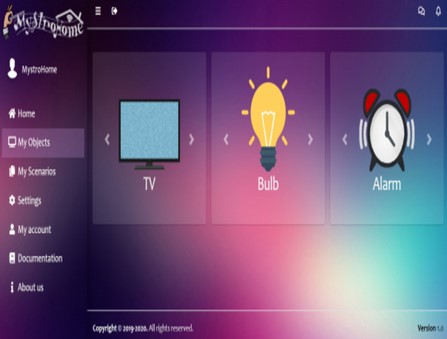 MystroHome
MystroHome
Home
My Objects
My Scenarios
Settings
My account
Documentation
About us
TV
Bulb
Alarm
Copyright © 2019-2020. All rights reserved.
Version 1.0